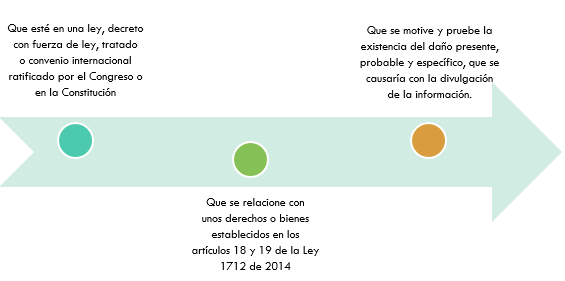 Que esté en una ley, decreto
con fuerza de ley, tratado
o convenio internacional
ratificado por el Congreso o
en la Constitución
Que se relacione con
unos derechos o bienes
establecidos en los
artículos 18 y 19 de la Ley
1712 de 2014
Que se motive y pruebe la
existencia del daño presente,
probable y específico, que se
causaría con la divulgación
de la información.